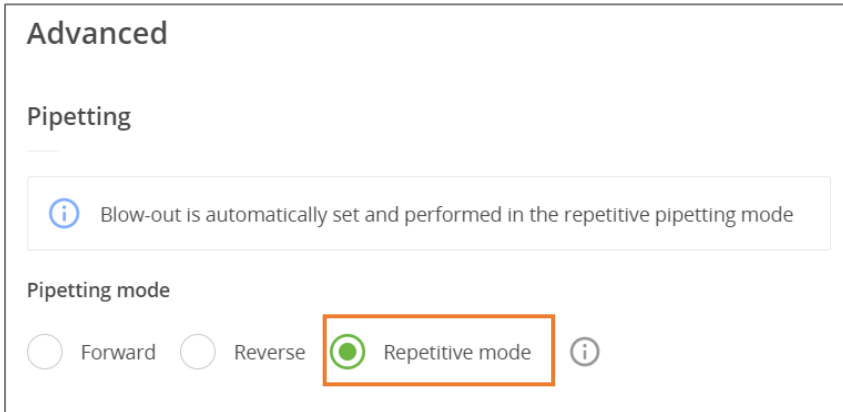 Advanced
Pipetting
Blow-out is automatically set and performed in the repetitive pipetting mode
Pipetting mode
Forward Reverse Repetitive mode